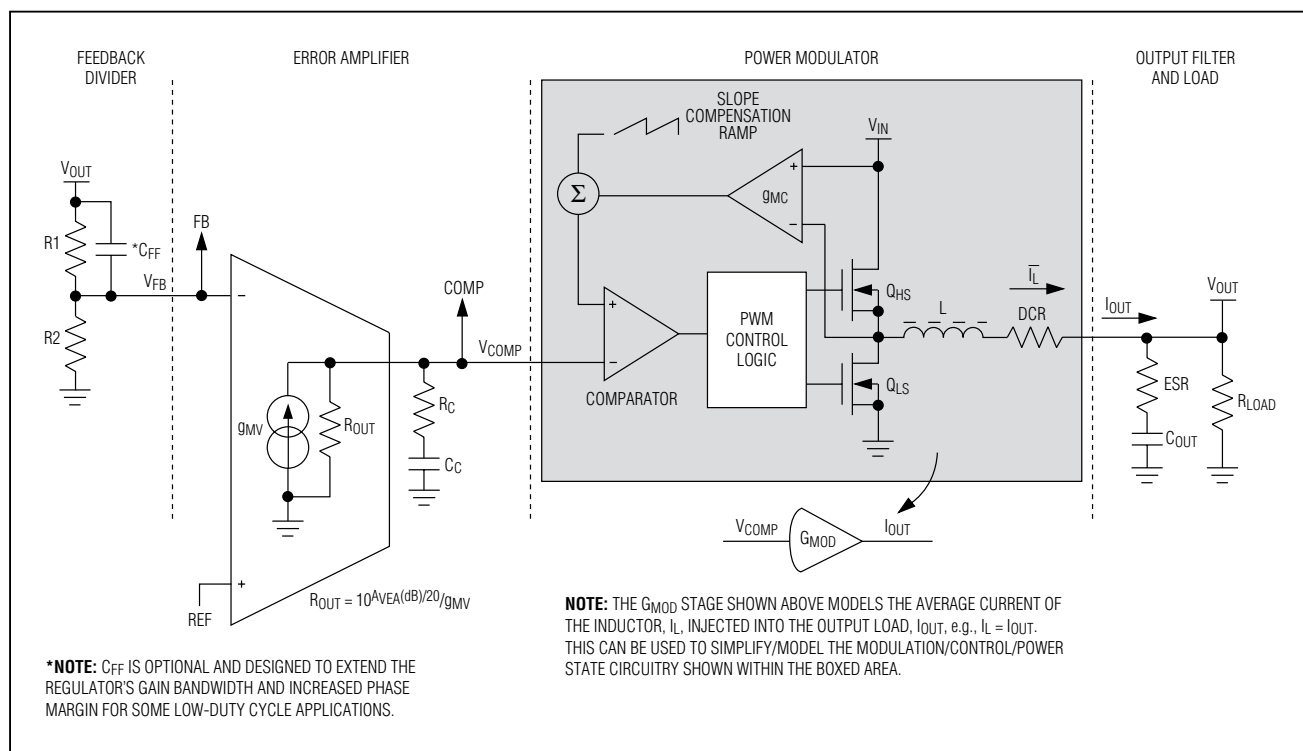 FEEDBACK
DIVIDER
ERROR AMPLIFIER
POWER MODULATOR
OUTPUT FILTER
AND LOAD
SLOPE
COMPENSATION
RAMP
VIN
VOUT
FB
Σ
gMC
+
−
R1
*CFF
VFB
−
COMP
QHS
IL
VOUT
R2
VCOMP
+
−
PWM
CONTROL
LOGIC
L
DCR
IOUT
COMPARATOR
QLS
ESR
RLOAD
gMV
ROUT
RC
CC
COUT
VCOMP
GMOD
IOUT
REF
+
ROUT = 10AVEA(dB)/20/gMV
NOTE: THE GMOD STAGE SHOWN ABOVE MODELS THE AVERAGE CURRENT OF
THE INDUCTOR, IL, INJECTED INTO THE OUTPUT LOAD, IOUT, e.g., IL = IOUT.
THIS CAN BE USED TO SIMPLIFY/MODEL THE MODULATION/CONTROL/POWER
STATE CIRCUITRY SHOWN WITHIN THE BOXED AREA.
*NOTE: CFF IS OPTIONAL AND DESIGNED TO EXTEND THE
REGULATOR'S GAIN BANDWIDTH AND INCREASED PHASE
MARGIN FOR SOME LOW-DUTY CYCLE APPLICATIONS.